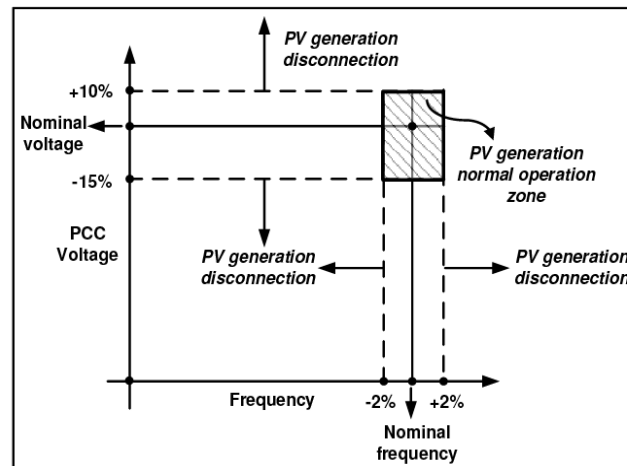 PV generation
disconnection
+10%
Nominal
voltage
PV generation
normal operation
zone
-15%
PCC
Voltage
PV generation
disconnection
PV generation
disconnection
Frequency
-2%
+2%
Nominal
frequency